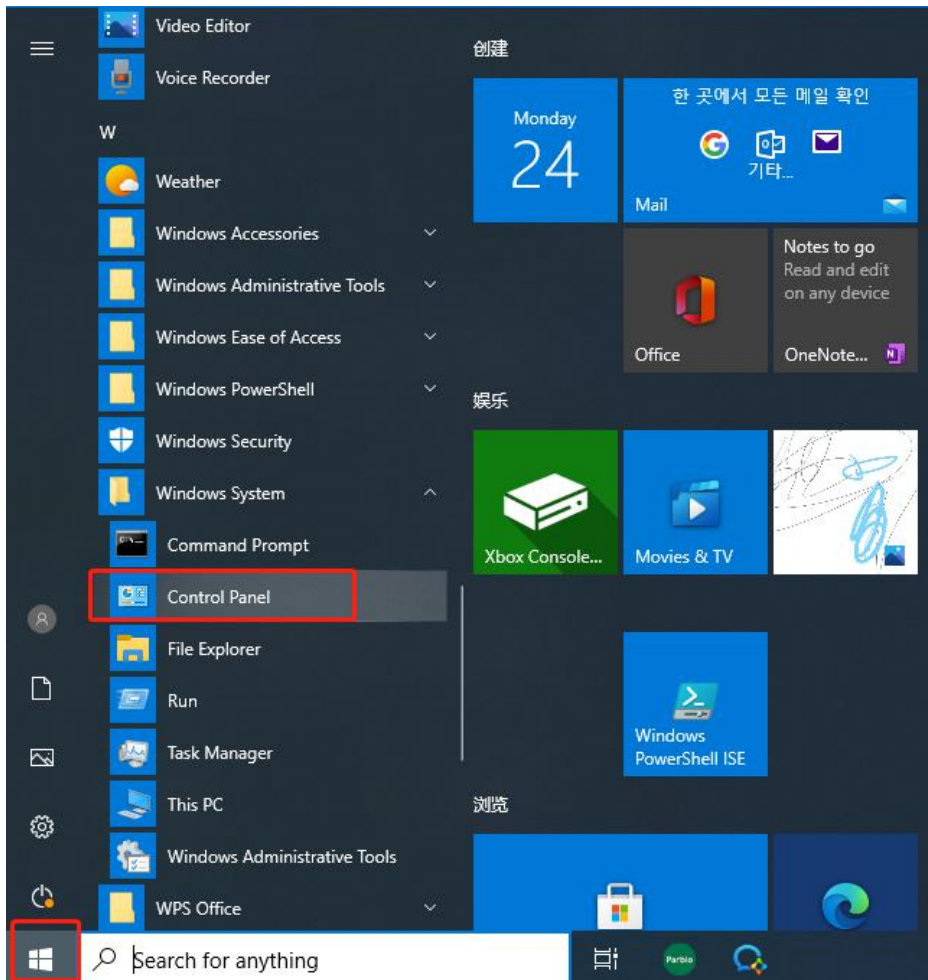 Video Editor
Voice Recorder
W
Weather
Windows Accessories
Windows Administrative Tools
Windows Ease of Access
Windows PowerShell
Windows Security
Windows System
Command Prompt
Control Panel
File Explorer
Run
Task Manager
This PC
Windows Administrative Tools
WPS Office
创建
Monday
24
한 곳에서 모든 메일 확인
기타...
Mail
Office
Notes to go
Read and edit
on any device
OneNote...
娱乐
Xbox Console...
Movies & TV
Windows
PowerShell ISE
浏览
Search for anything
Parblo